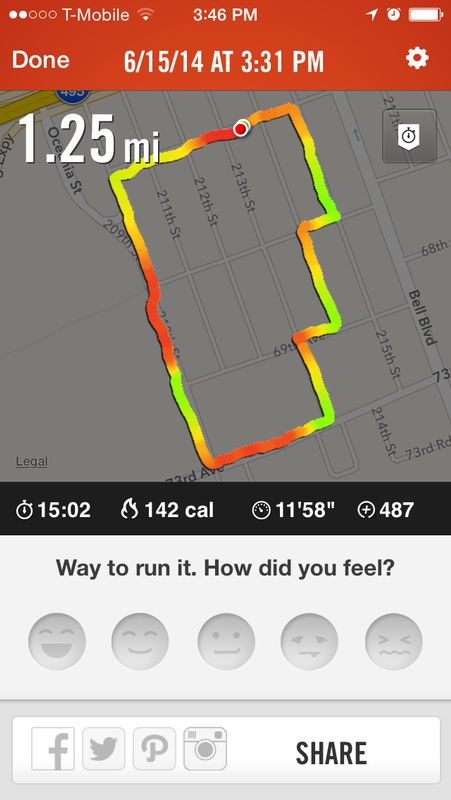 T-Mobile 3:46 PM
Done 6/15/14 AT 3:31 PM
495
1.25 mi
Expy
Oceania St
209th St
211th St
212th St
213th St
217th
68th
Bell Blvd
69th Ave
215th St
73
214th St
73rd Rd
73rd Ave
Legal
15:02 142 cal 11'58" 487
Way to run it. How did you feel?
SHARE